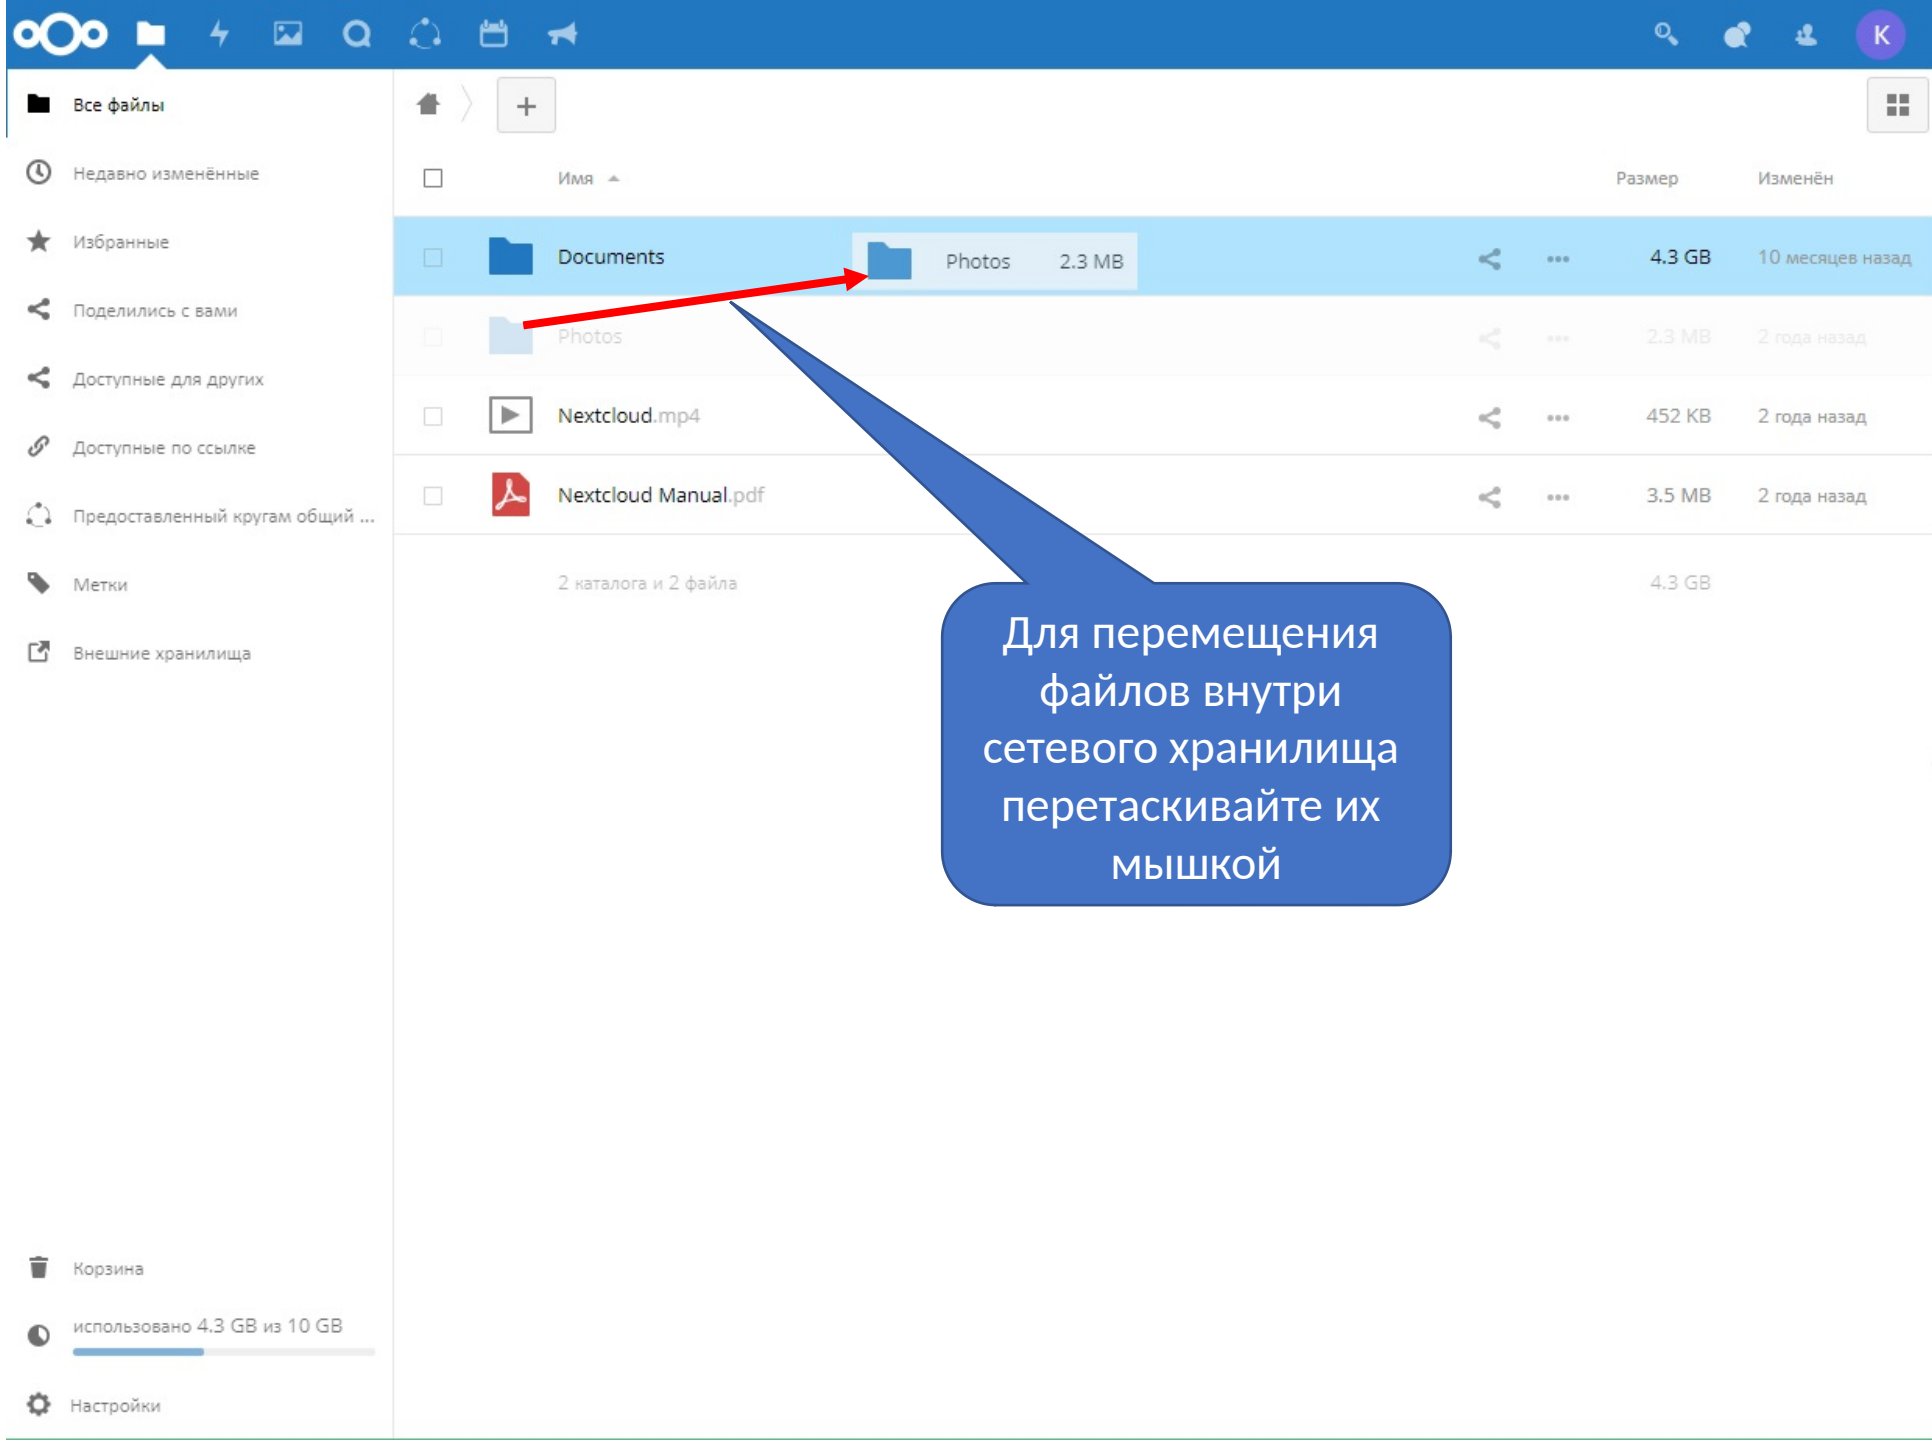 K
Все файлы
Недавно изменённые
Имя
Размер
Изменён
Избранные
Documents
Photos
2.3 MB
4.3 GB
10 месяцев назад
Поделились с вами
Photos
2.3 MB
2 года назад
Доступные для других
Nextcloud.mp4
452 KB
2 года назад
Доступные по ссылке
Nextcloud Manual.pdf
3.5 MB
2 года назад
Предоставленный кругам общий ...
Метки
2 каталога и 2 файла
4.3 GB
Внешние хранилища
Для перемещения
файлов внутри
сетевого хранилища
перетаскивайте их
мышкой
Корзина
использовано 4.3 GB из 10 GB
Настройки